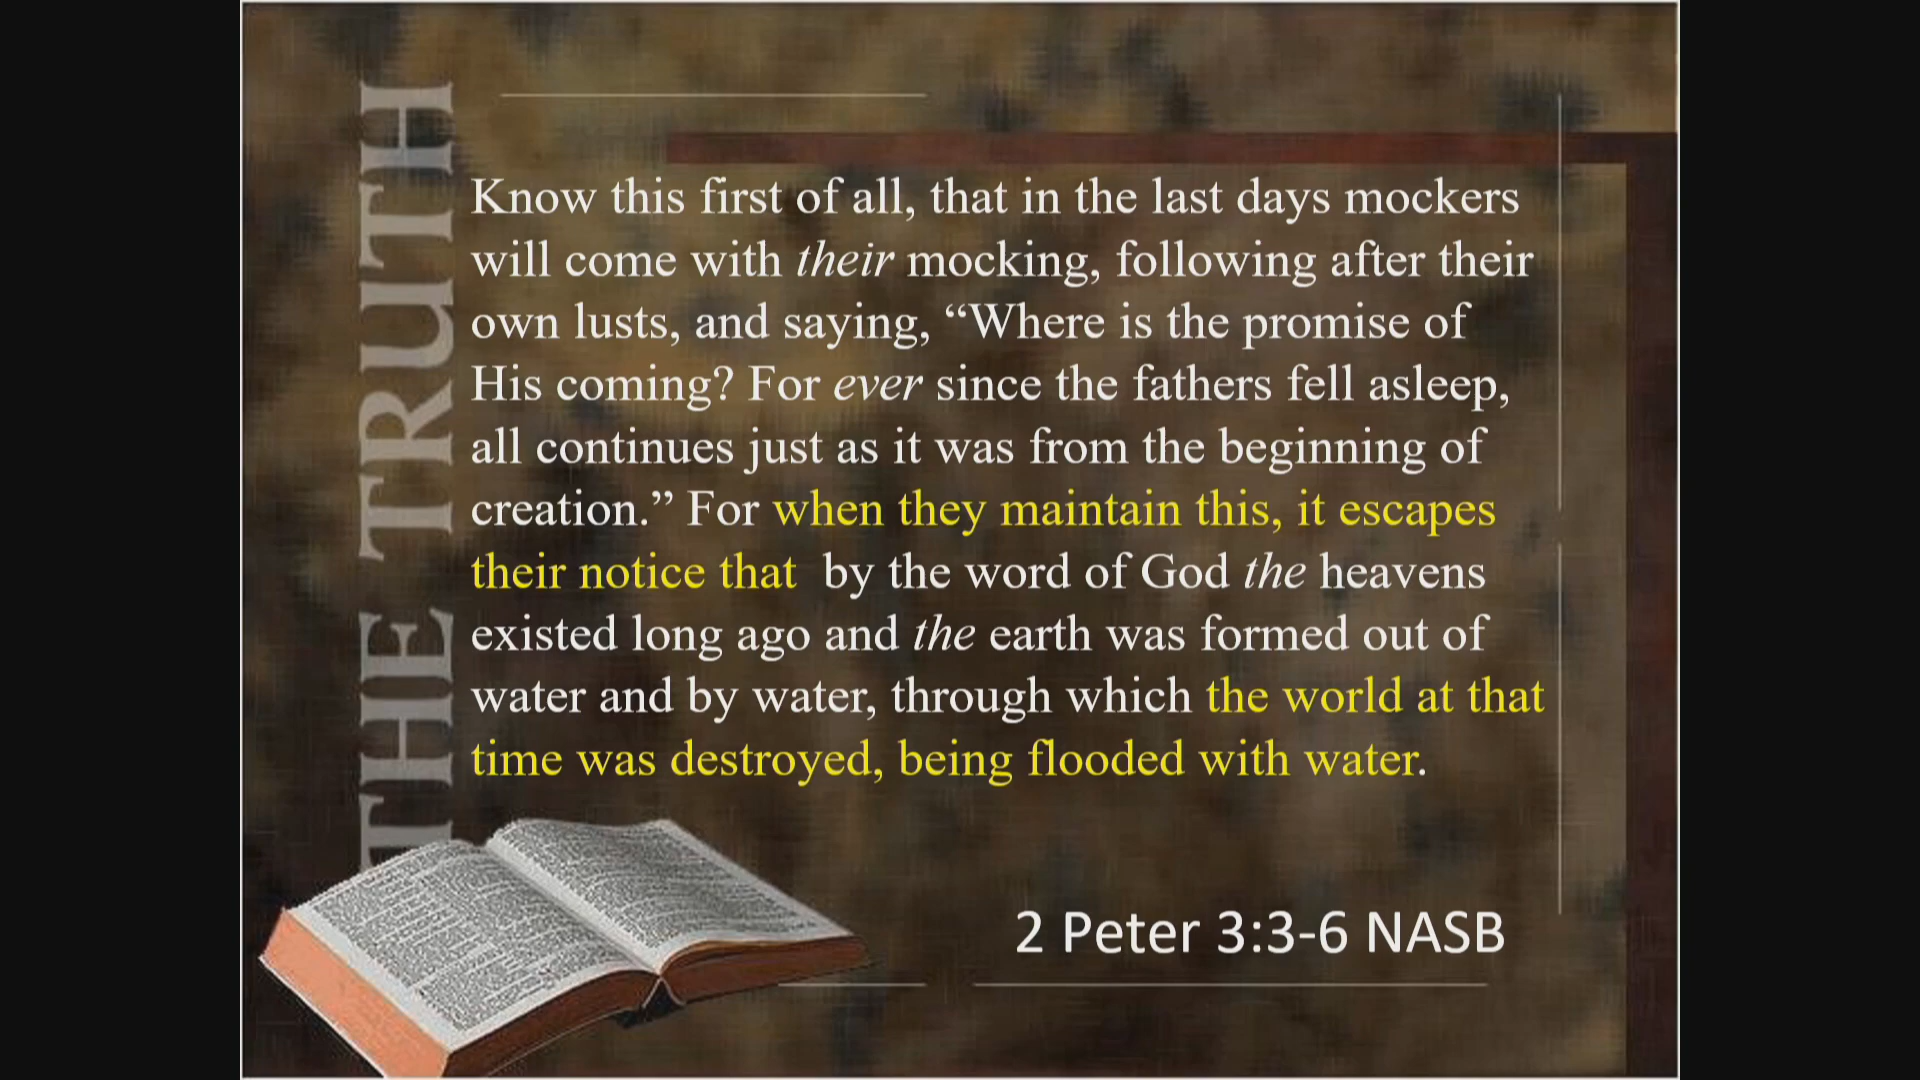 THE TRUTH
Know this first of all, that in the last days mockers
will come with their mocking, following after their
own lusts, and saying, “Where is the promise of
His coming? For ever since the fathers fell asleep,
all continues just as it was from the beginning of
creation.” For when they maintain this, it escapes
their notice that by the word of God the heavens
existed long ago and the earth was formed out of
water and by water, through which the world at that
time was destroyed, being flooded with water.
2 Peter 3:3-6 NASB